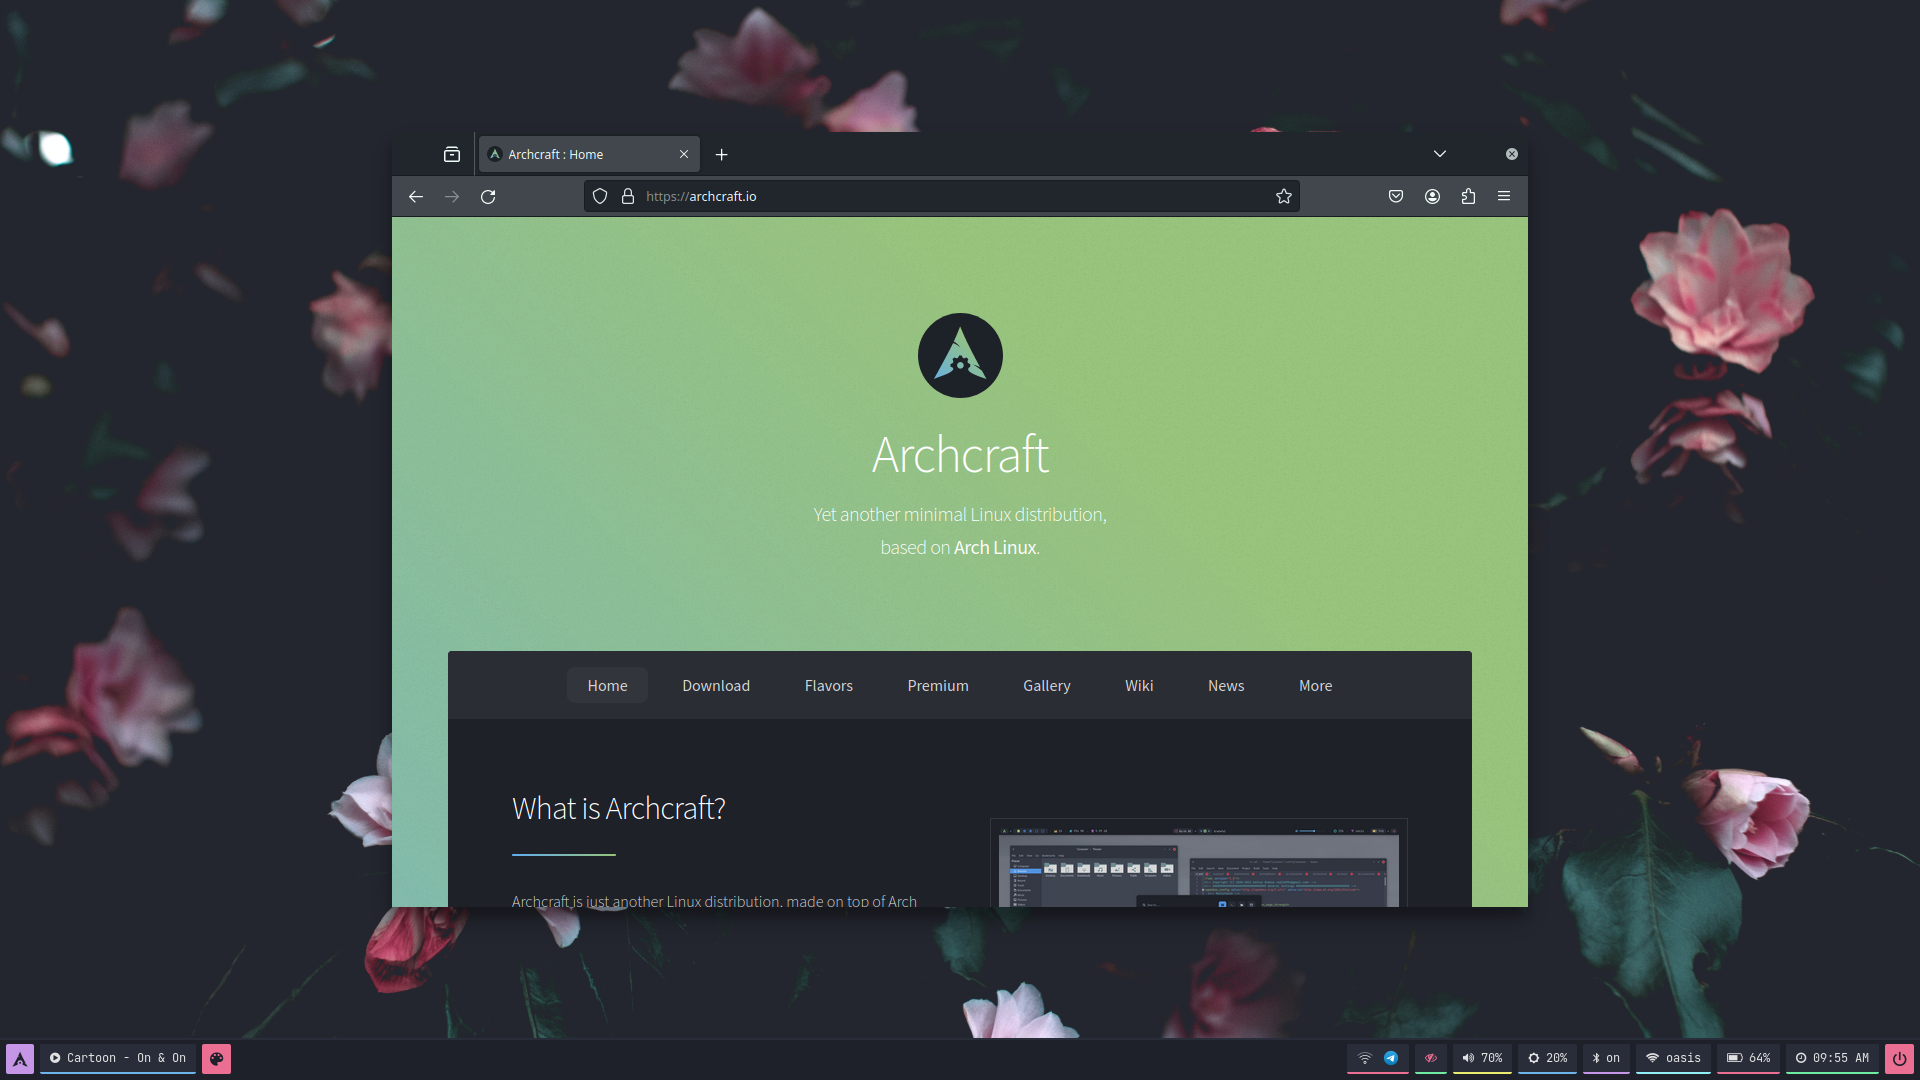 Archcraft : Home
https://archcraft.io
Archcraft
Yet another minimal Linux distribution,
based on Arch Linux.
Home Download Flavors Premium Gallery Wiki News More
What is Archcraft?
Archcraft is just another Linux distribution, made on top of Arch
Cartoon - On & On
70% 20% on oasis 64% 09:55 AM